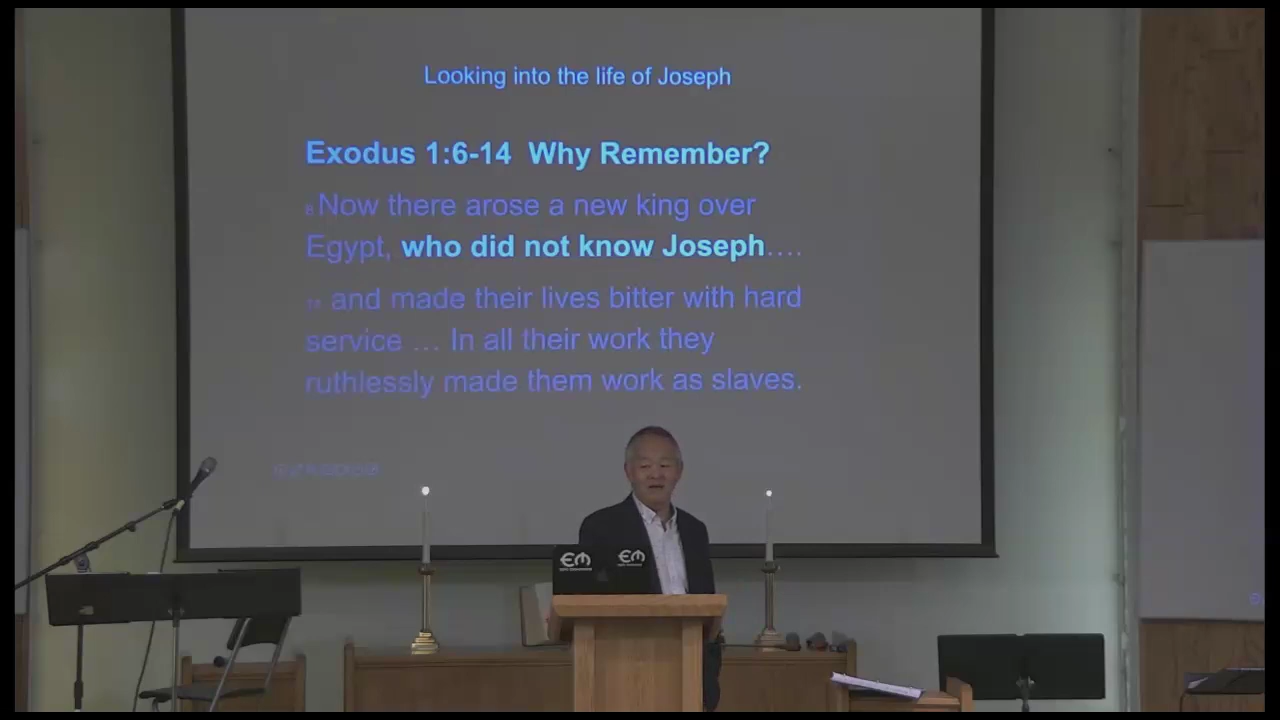 Looking into the life of Joseph
Exodus 1:6-14 Why Remember?
8 Now there arose a new king over
Egypt, who did not know Joseph....
14 and made their lives bitter with hard
service ... In all their work they
ruthlessly made them work as slaves.
EM EM